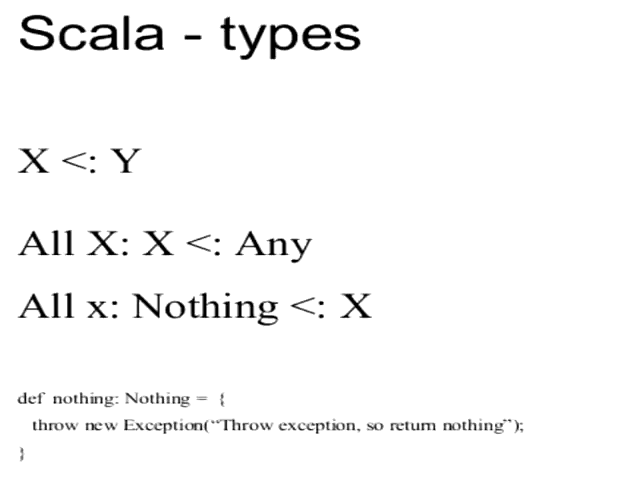 Scala - types
X <: Y
All X: X <: Any
All x: Nothing <: X
def nothing: Nothing = {
throw new Exception(“Throw exception, so return nothing”);
}